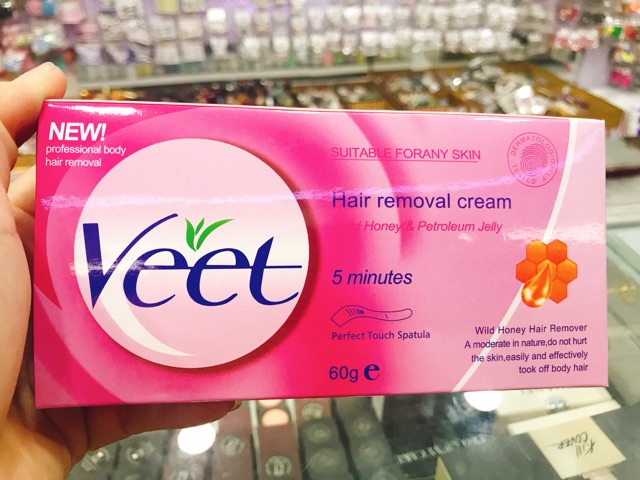 NEW!
professional body
hair removal
Veet
SUITABLE FORANY SKIN
Hair removal cream
Honey & Petroleum Jelly
5 minutes
Perfect Touch Spatula
60g e
Wild Honey Hair Remover
A moderate in nature,do not hurt
the skin,easily and effectively
took off body hair
Kill
COVER